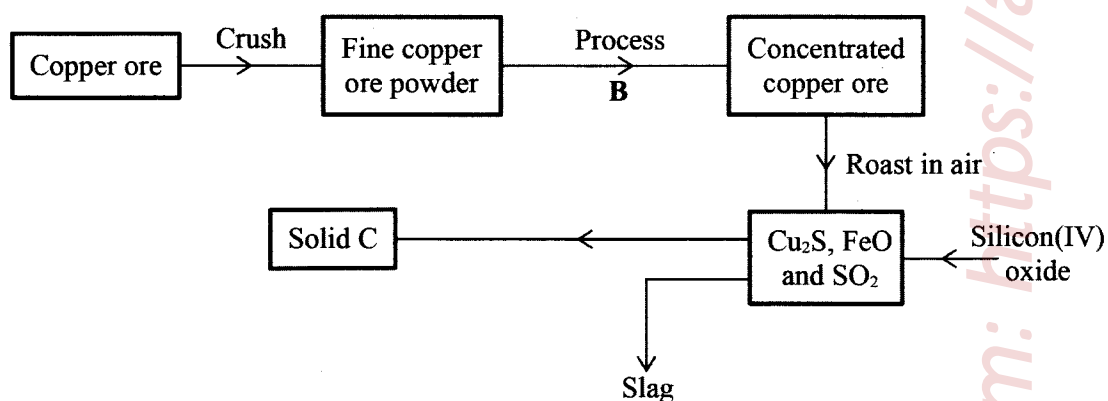 Copper ore
Crush
Fine copper
ore powder
Process
B
Concentrated
copper ore
Roast in air
Solid C
Cu₂S, FeO
and SO₂
Silicon(IV)
oxide
Slag
m: https://a